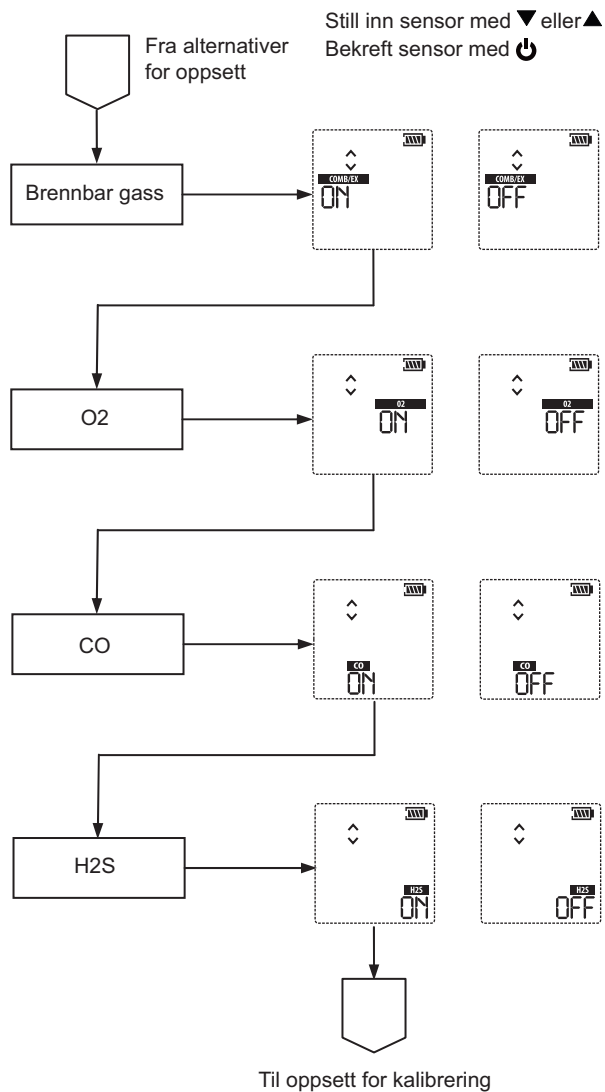 Still inn sensor med ▼ eller ▲
Bekreft sensor med ⏻
Fra alternativer
for oppsett
Brennbar gass
COMB/EX
ON
COMB/EX
OFF
O2
O2
ON
O2
OFF
CO
CO
ON
CO
OFF
H2S
H2S
ON
H2S
OFF
Til oppsett for kalibrering